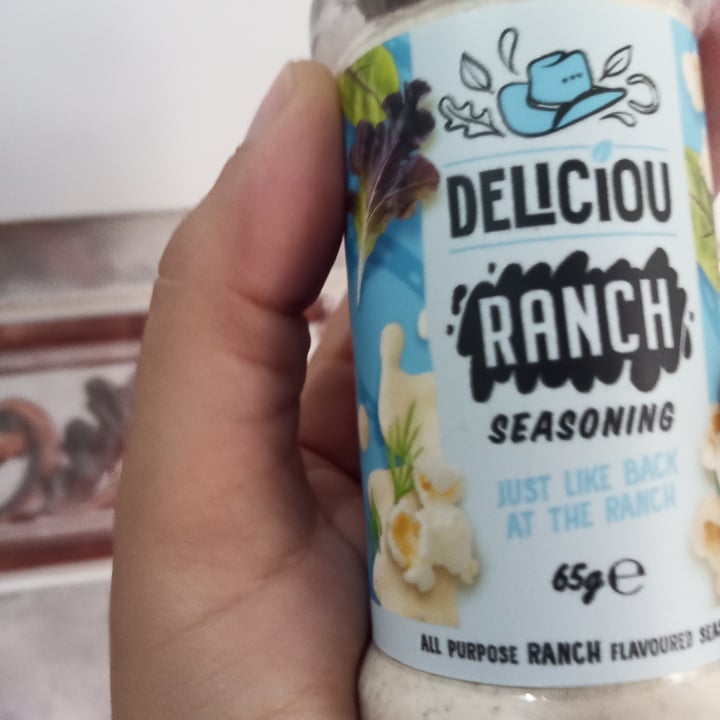 DELiCiOU
RANCH
SEASONING
JUST LIKE BACK
AT THE RANCH
65g℮
ALL PURPOSE RANCH FLAVOURED